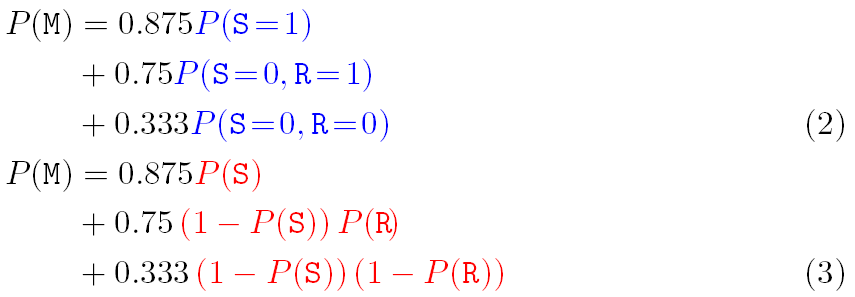 P(M) = 0.875P(S=1)
+ 0.75P(S=0, R=1)
+ 0.333P(S=0, R=0) (2)
P(M) = 0.875P(S)
+ 0.75 (1 − P(S)) P(R)
+ 0.333 (1 − P(S)) (1 − P(R)) (3)